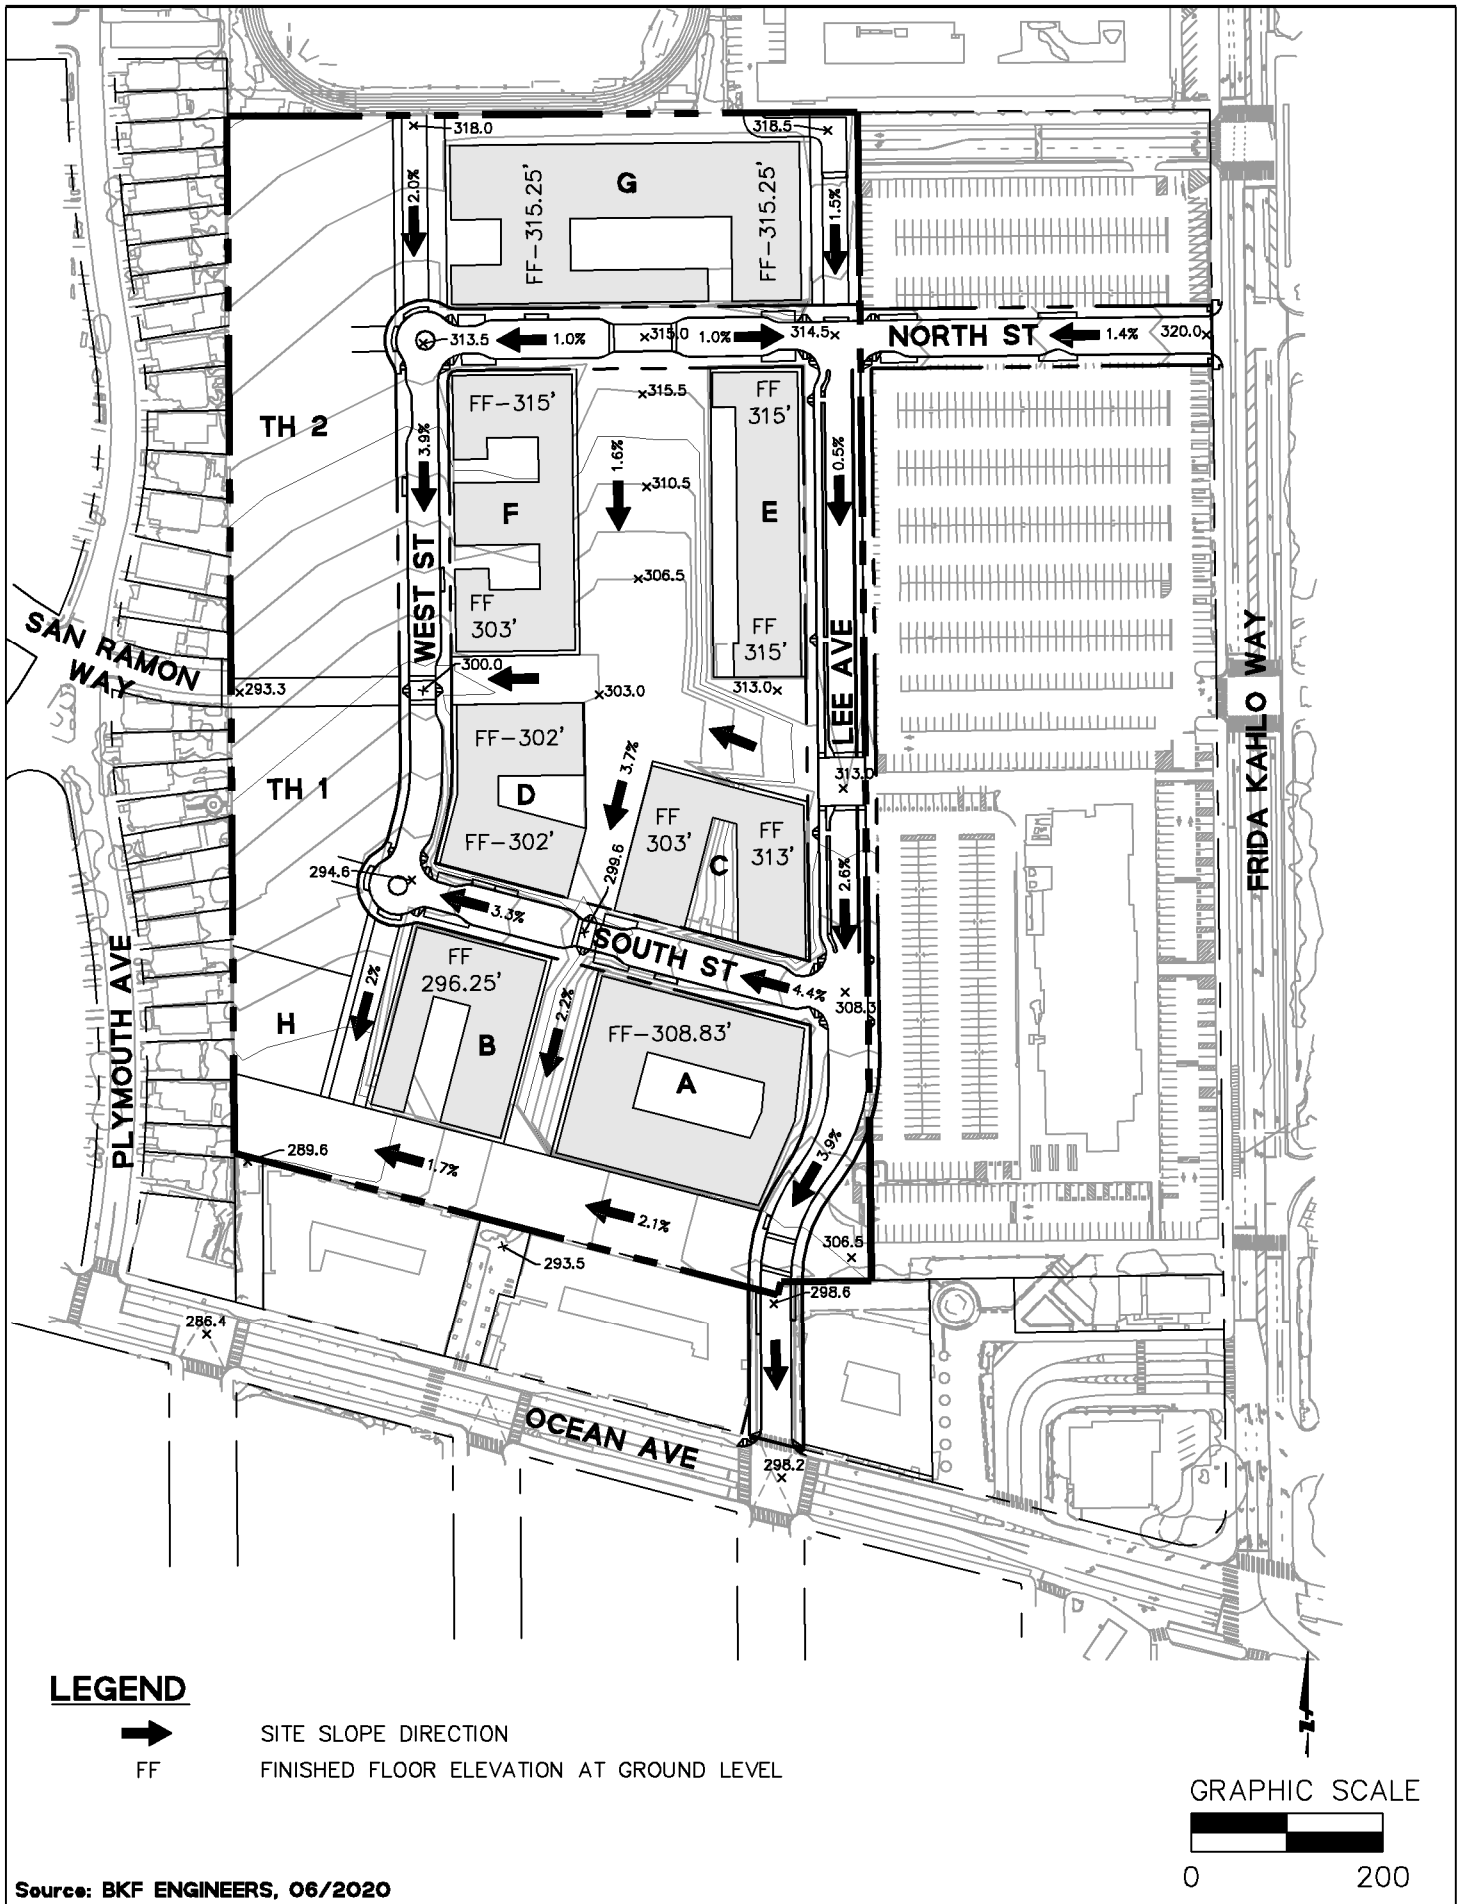 318.0
318.5
2.0%
FF-315.25'
G
FF-315.25'
1.5%
313.5
1.0%
315.0
1.0%
314.5
NORTH ST
1.4%
320.0
FF-315'
315.5
FF
315'
TH 2
3.9%
1.6%
0.5%
310.5
F
E
306.5
WEST ST
FF
303'
FF
315'
SAN RAMON
WAY
293.3
300.0
303.0
313.0
LEE AVE
FRIDA KAHLO WAY
FF-302'
3.7%
313.0
TH 1
D
FF
303'
FF
313'
FF-302'
C
299.6
294.6
2.6%
3.3%
SOUTH ST
4.4%
308.3
PLYMOUTH AVE
2%
FF
296.25'
2.2%
H
B
FF-308.83'
A
289.6
1.7%
3.9%
2.1%
306.5
293.5
298.6
286.4
OCEAN AVE
298.2
LEGEND
SITE SLOPE DIRECTION
FF FINISHED FLOOR ELEVATION AT GROUND LEVEL
Z
GRAPHIC SCALE
0 200
Source: BKF ENGINEERS, 06/2020